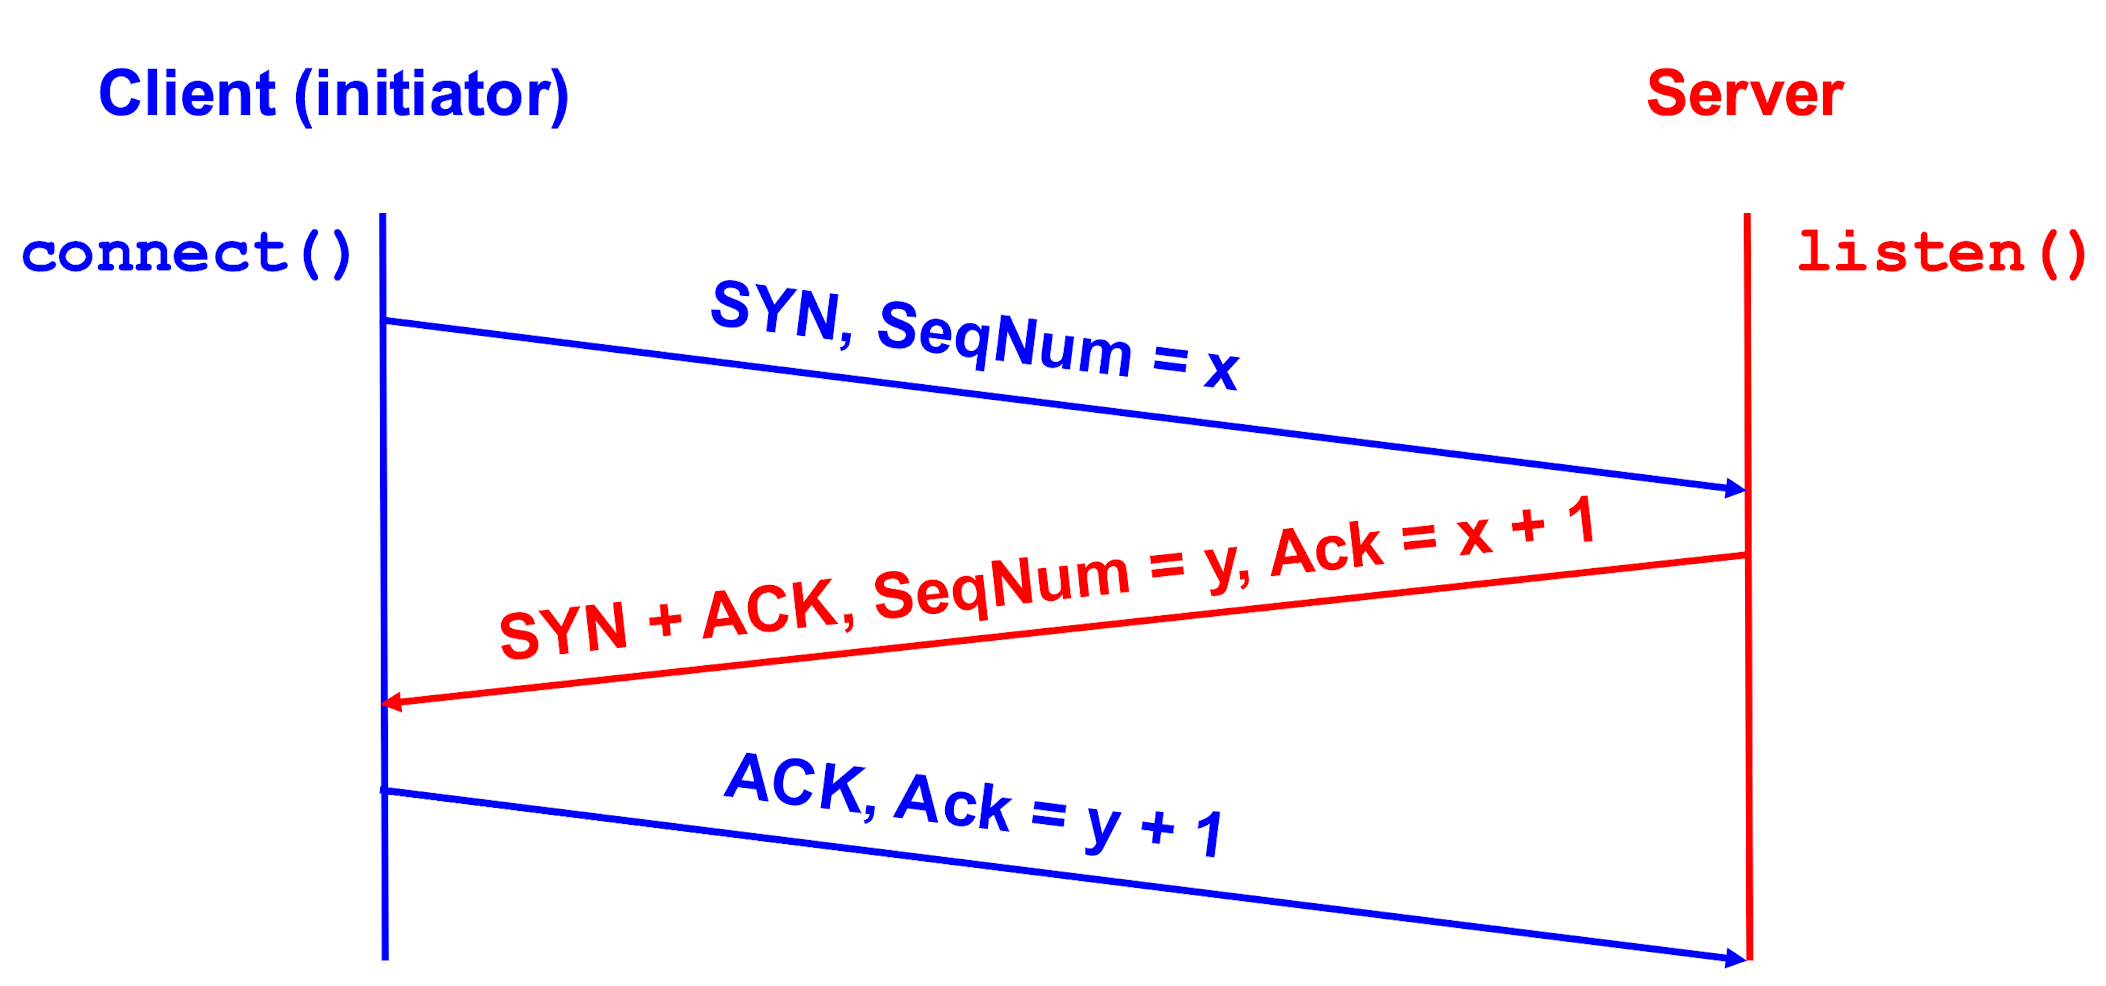 Client (initiator)
Server
connect()
listen()
SYN, SeqNum = x
SYN + ACK, SeqNum = y, Ack = x + 1
ACK, Ack = y + 1